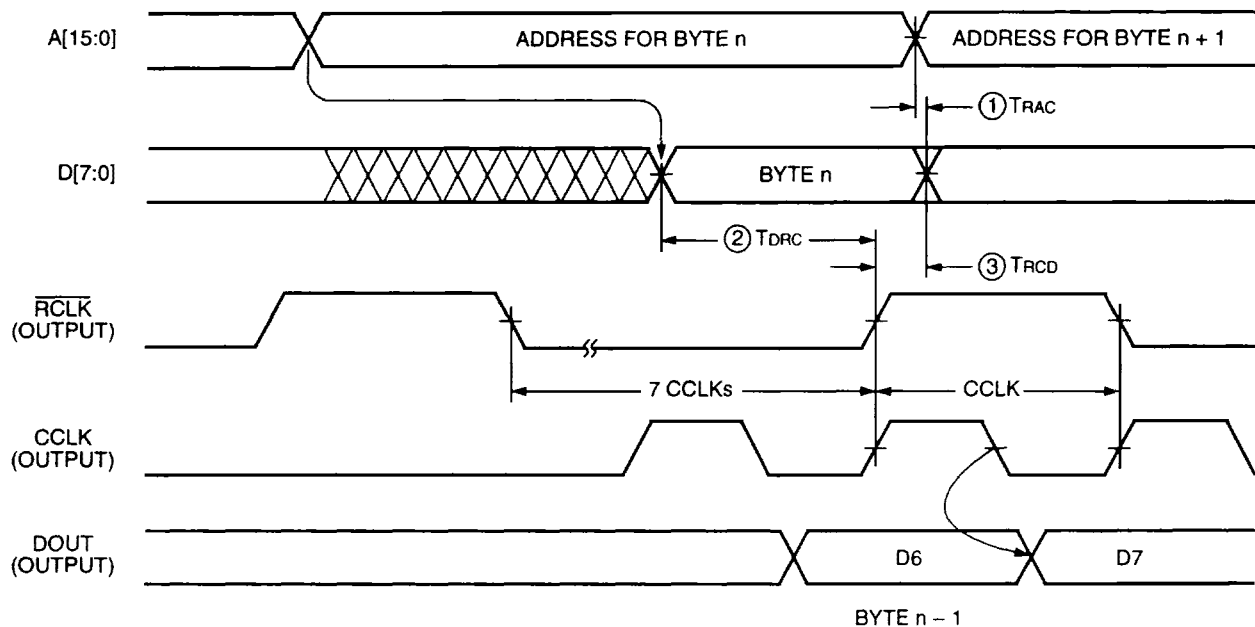 A[15:0]
ADDRESS FOR BYTE n
ADDRESS FOR BYTE n + 1
① TRAC
D[7:0]
BYTE n
② TDRC
③ TRCD
RCLK
(OUTPUT)
7 CCLKs
CCLK
CCLK
(OUTPUT)
DOUT
(OUTPUT)
D6
D7
BYTE n – 1